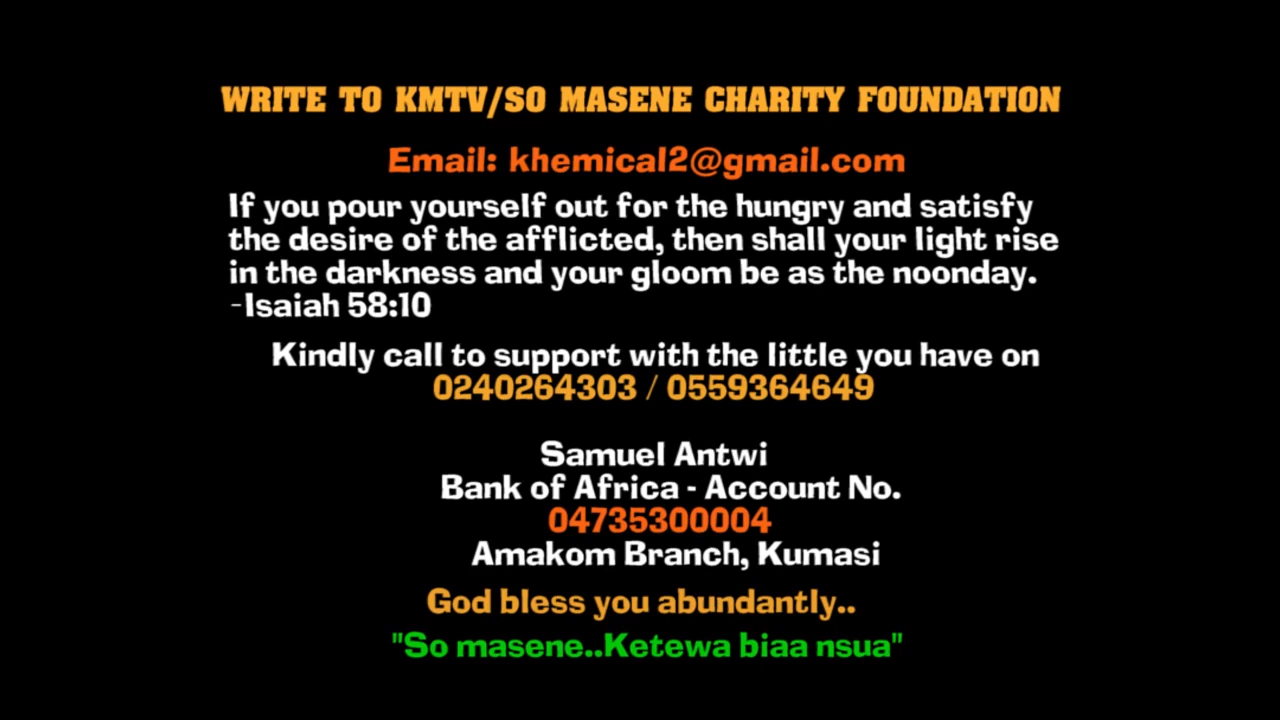 WRITE TO KMTV/SO MASENE CHARITY FOUNDATION
Email: khemical2@gmail.com
If you pour yourself out for the hungry and satisfy
the desire of the afflicted, then shall your light rise
in the darkness and your gloom be as the noonday.
-Isaiah 58:10
Kindly call to support with the little you have on
0240264303 / 0559364649
Samuel Antwi
Bank of Africa - Account No.
04735300004
Amakom Branch, Kumasi
God bless you abundantly..
"So masene..Ketewa biaa nsua"